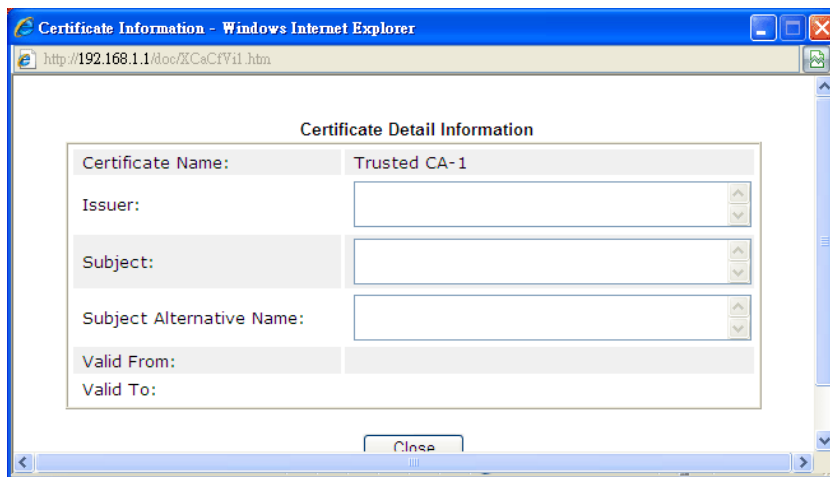 Certificate Information - Windows Internet Explorer
http://192.168.1.1/doc/XCaCfVi1.htm
Certificate Detail Information
Certificate Name: Trusted CA-1
Issuer:
Subject:
Subject Alternative Name:
Valid From:
Valid To:
Close